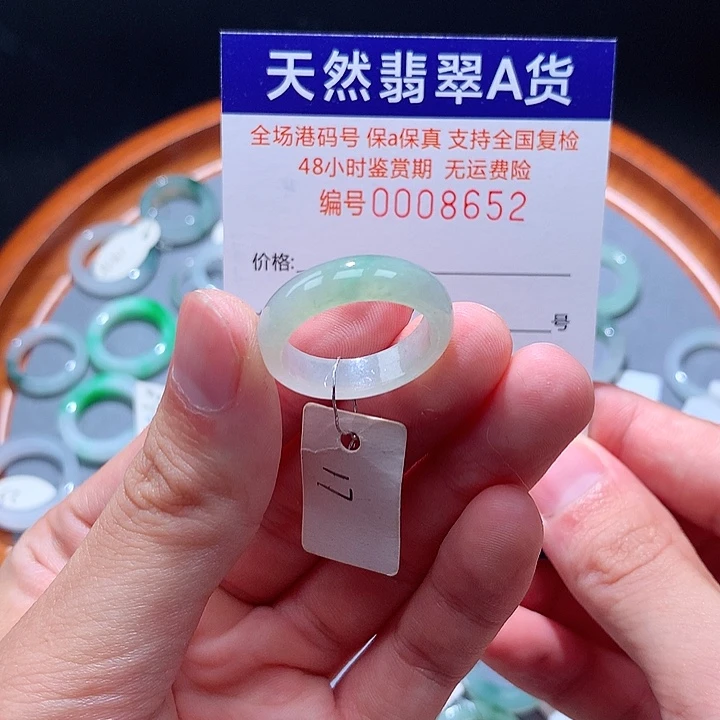 天然翡翠A货
全场港码号 保a保真 支持全国复检
48小时鉴赏期 无运费险
编号0008652
价格:
号
17